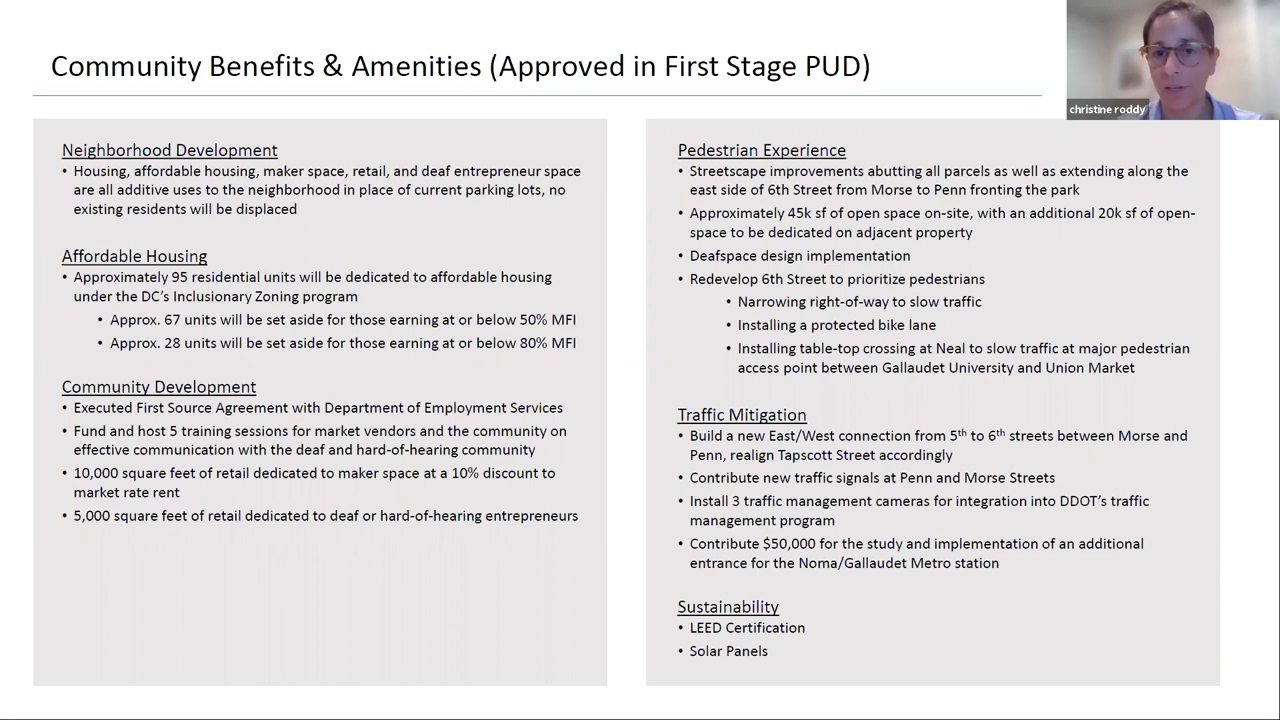 Community Benefits & Amenities (Approved in First Stage PUD)
christine roddy
Neighborhood Development
• Housing, affordable housing, maker space, retail, and deaf entrepreneur space
are all additive uses to the neighborhood in place of current parking lots, no
existing residents will be displaced
Affordable Housing
• Approximately 95 residential units will be dedicated to affordable housing
under the DC's Inclusionary Zoning program
• Approx. 67 units will be set aside for those earning at or below 50% MFI
• Approx. 28 units will be set aside for those earning at or below 80% MFI
Community Development
• Executed First Source Agreement with Department of Employment Services
• Fund and host 5 training sessions for market vendors and the community on
effective communication with the deaf and hard-of-hearing community
• 10,000 square feet of retail dedicated to maker space at a 10% discount to
market rate rent
• 5,000 square feet of retail dedicated to deaf or hard-of-hearing entrepreneurs
Pedestrian Experience
• Streetscape improvements abutting all parcels as well as extending along the
east side of 6th Street from Morse to Penn fronting the park
• Approximately 45k sf of open space on-site, with an additional 20k sf of open-
space to be dedicated on adjacent property
• Deafspace design implementation
• Redevelop 6th Street to prioritize pedestrians
• Narrowing right-of-way to slow traffic
• Installing a protected bike lane
• Installing table-top crossing at Neal to slow traffic at major pedestrian
access point between Gallaudet University and Union Market
Traffic Mitigation
• Build a new East/West connection from 5th to 6th streets between Morse and
Penn, realign Tapscott Street accordingly
• Contribute new traffic signals at Penn and Morse Streets
• Install 3 traffic management cameras for integration into DDOT's traffic
management program
• Contribute $50,000 for the study and implementation of an additional
entrance for the Noma/Gallaudet Metro station
Sustainability
• LEED Certification
• Solar Panels